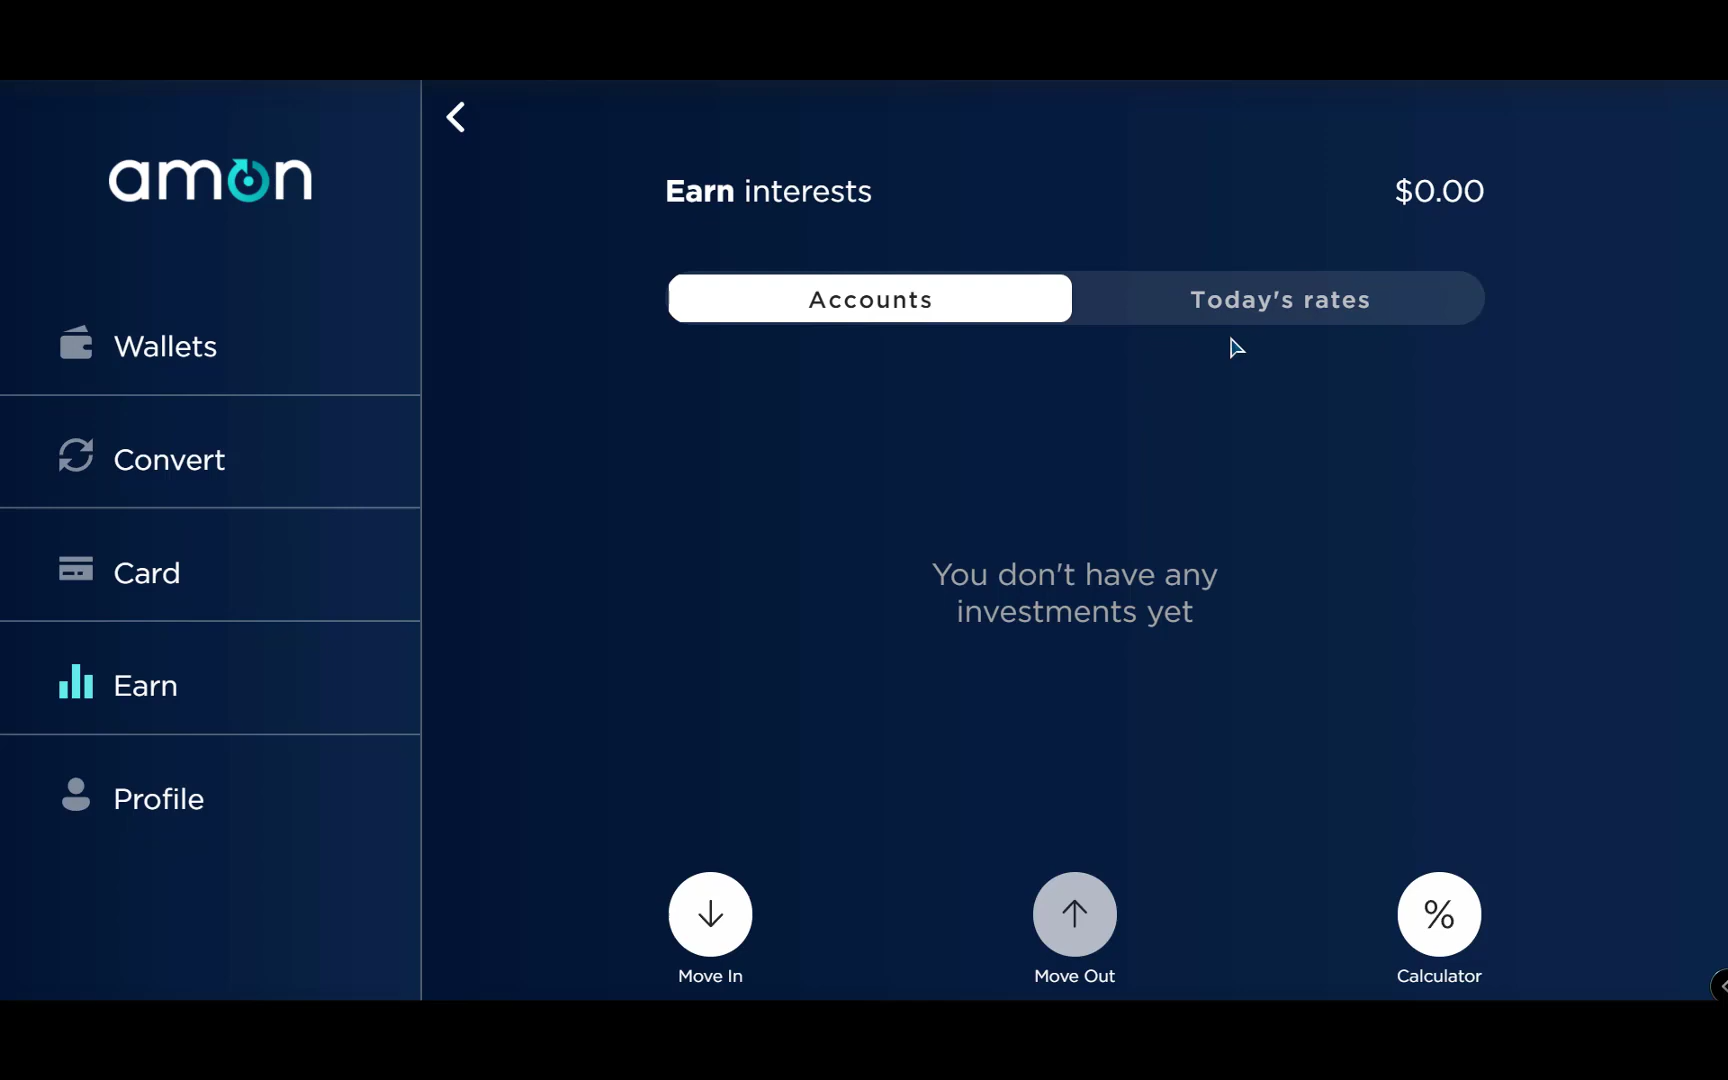 amon
Earn interests
$0.00
Accounts
Today's rates
Wallets
Convert
Card
Earn
Profile
You don't have any
investments yet
%
Move In
Move Out
Calculator